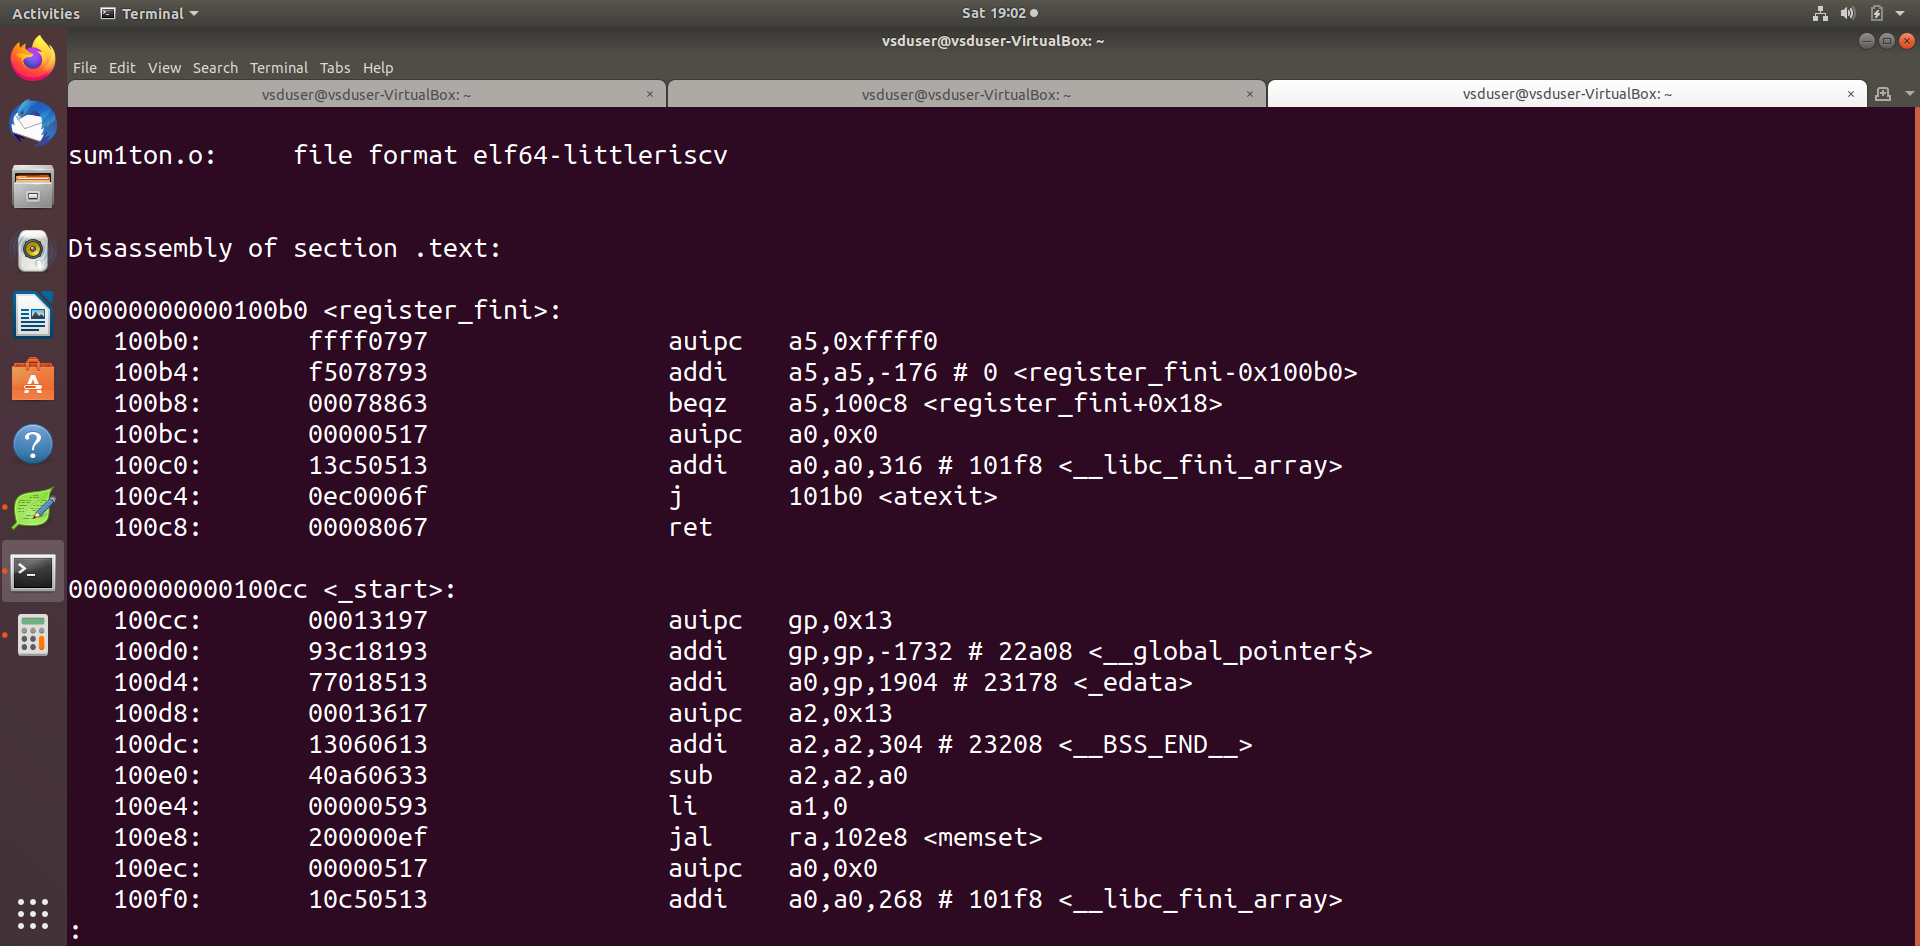 Activities Terminal Sat 19:02
vsduser@vsduser-VirtualBox: ~
File Edit View Search Terminal Tabs Help
vsduser@vsduser-VirtualBox: ~ × vsduser@vsduser-VirtualBox: ~ × vsduser@vsduser-VirtualBox: ~ ×
sum1ton.o:     file format elf64-littleriscv
Disassembly of section .text:
00000000000100b0 <register_fini>:
   100b0:	ffff0797          	auipc	a5,0xffff0
   100b4:	f5078793          	addi	a5,a5,-176 # 0 <register_fini-0x100b0>
   100b8:	00078863          	beqz	a5,100c8 <register_fini+0x18>
   100bc:	00000517          	auipc	a0,0x0
   100c0:	13c50513          	addi	a0,a0,316 # 101f8 <__libc_fini_array>
   100c4:	0ec0006f          	j	101b0 <atexit>
   100c8:	00008067          	ret
00000000000100cc <_start>:
   100cc:	00013197          	auipc	gp,0x13
   100d0:	93c18193          	addi	gp,gp,-1732 # 22a08 <__global_pointer$>
   100d4:	77018513          	addi	a0,gp,1904 # 23178 <_edata>
   100d8:	00013617          	auipc	a2,0x13
   100dc:	13060613          	addi	a2,a2,304 # 23208 <__BSS_END__>
   100e0:	40a60633          	sub	a2,a2,a0
   100e4:	00000593          	li	a1,0
   100e8:	200000ef          	jal	ra,102e8 <memset>
   100ec:	00000517          	auipc	a0,0x0
   100f0:	10c50513          	addi	a0,a0,268 # 101f8 <__libc_fini_array>
: